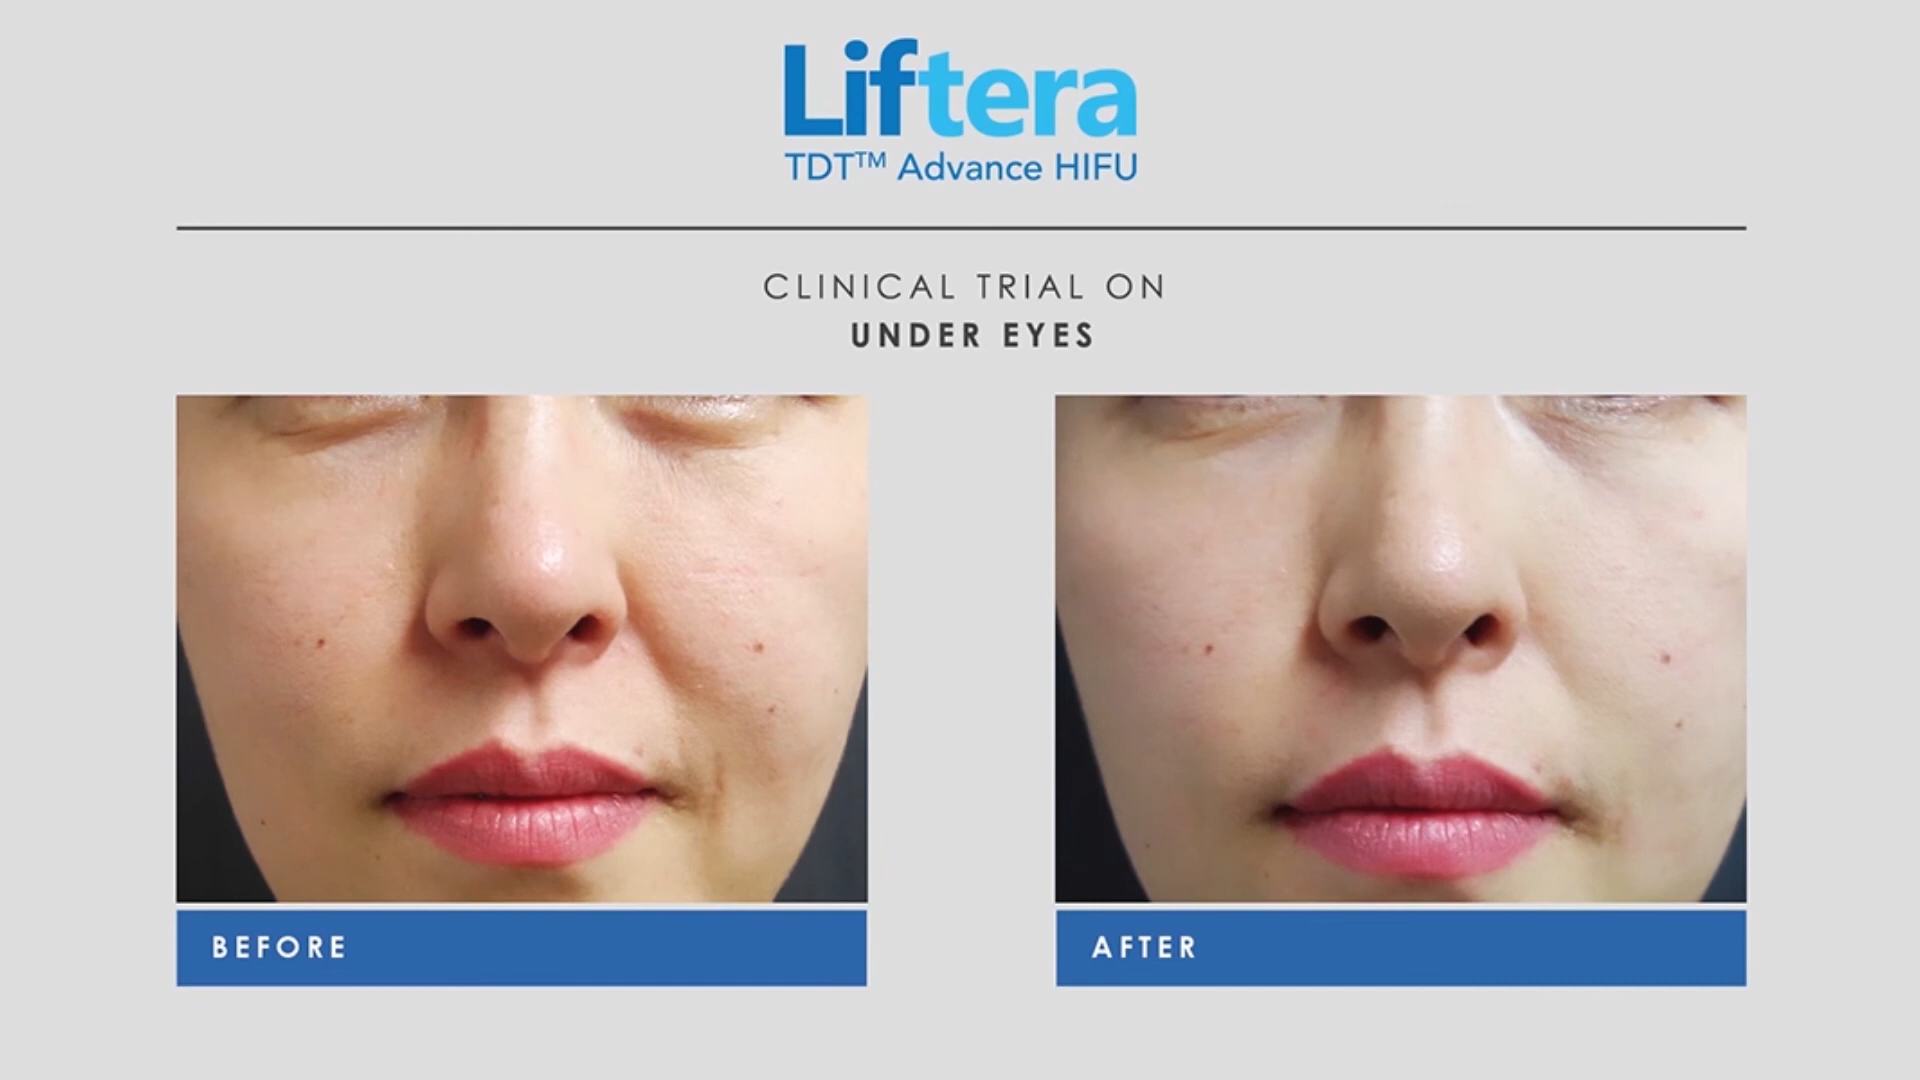 Liftera
TDT™ Advance HIFU
CLINICAL TRIAL ON
UNDER EYES
BEFORE
AFTER